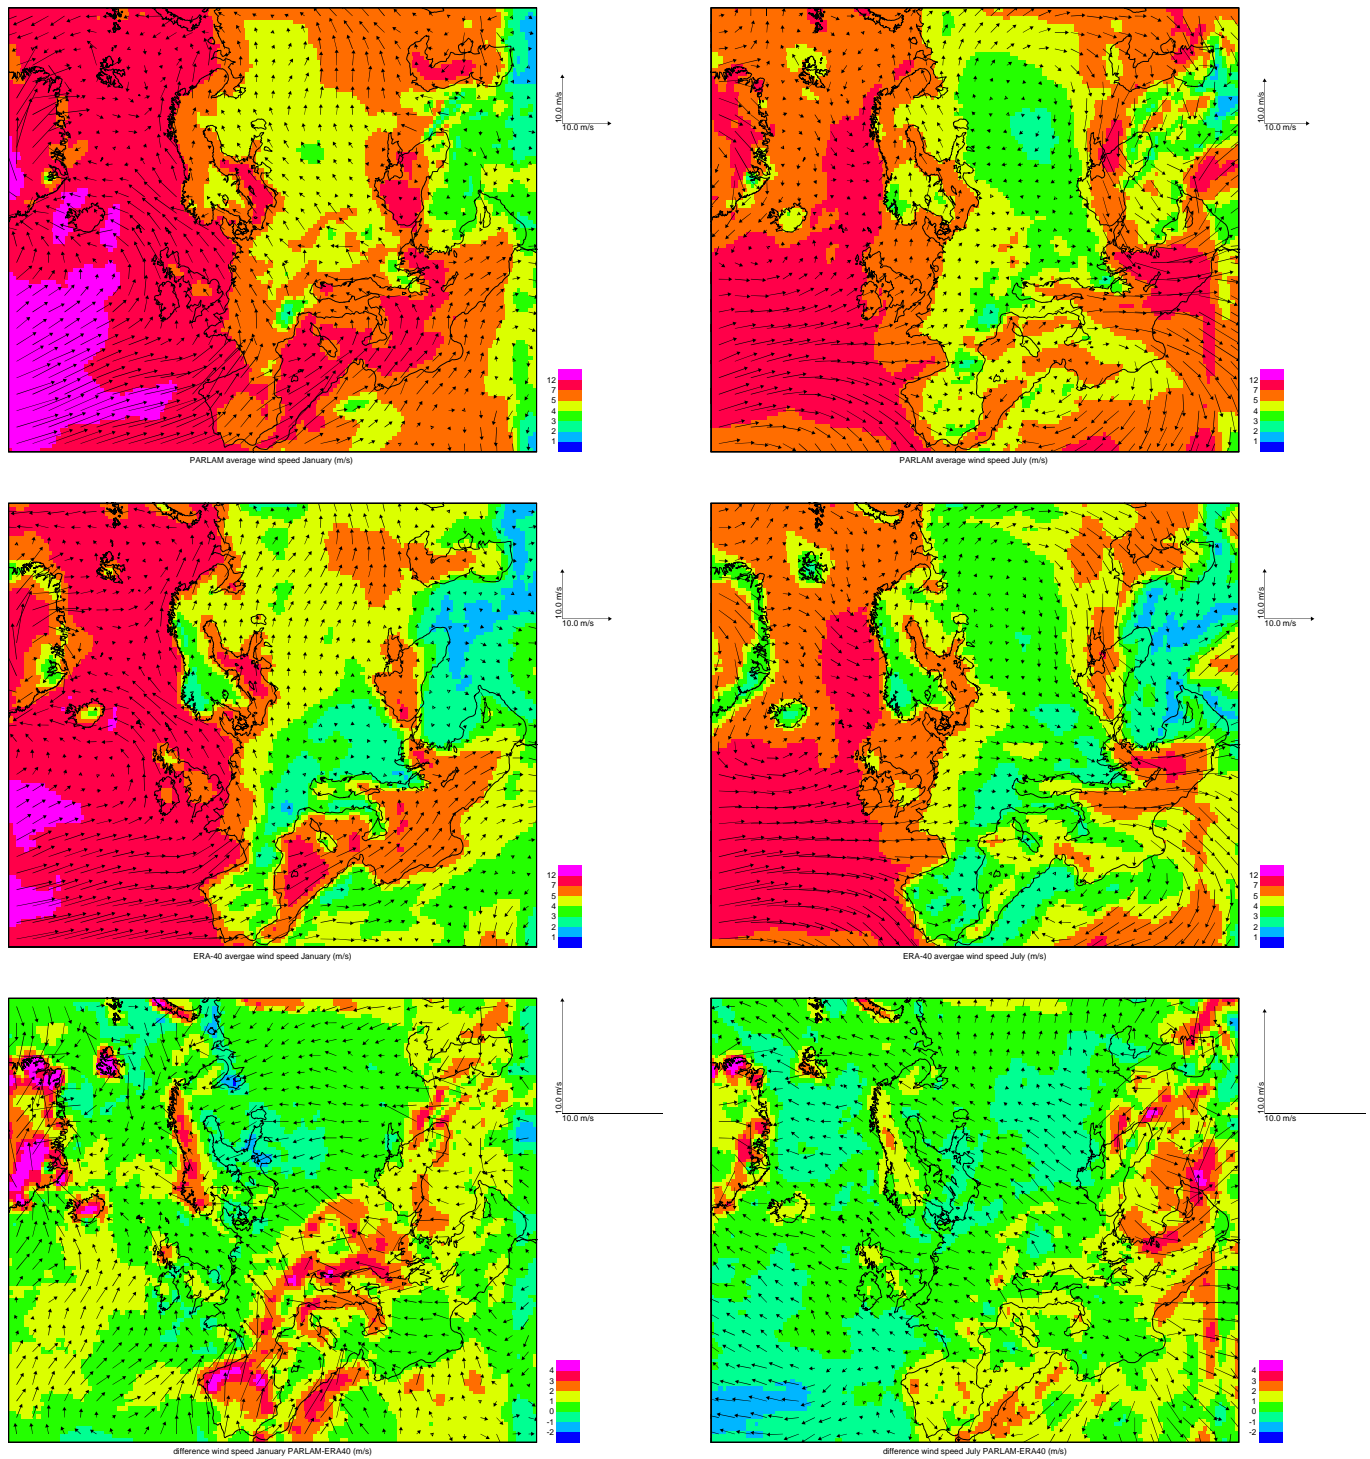 10.0 m/s
10.0 m/s
12
7
5
4
3
2
1
PARLAM average wind speed January (m/s)
10.0 m/s
10.0 m/s
12
7
5
4
3
2
1
PARLAM average wind speed July (m/s)
10.0 m/s
10.0 m/s
12
7
5
4
3
2
1
ERA-40 avergae wind speed January (m/s)
10.0 m/s
10.0 m/s
12
7
5
4
3
2
1
ERA-40 avergae wind speed July (m/s)
10.0 m/s
10.0 m/s
4
3
2
1
0
-1
-2
difference wind speed January PARLAM-ERA40 (m/s)
10.0 m/s
10.0 m/s
4
3
2
1
0
-1
-2
difference wind speed July PARLAM-ERA40 (m/s)